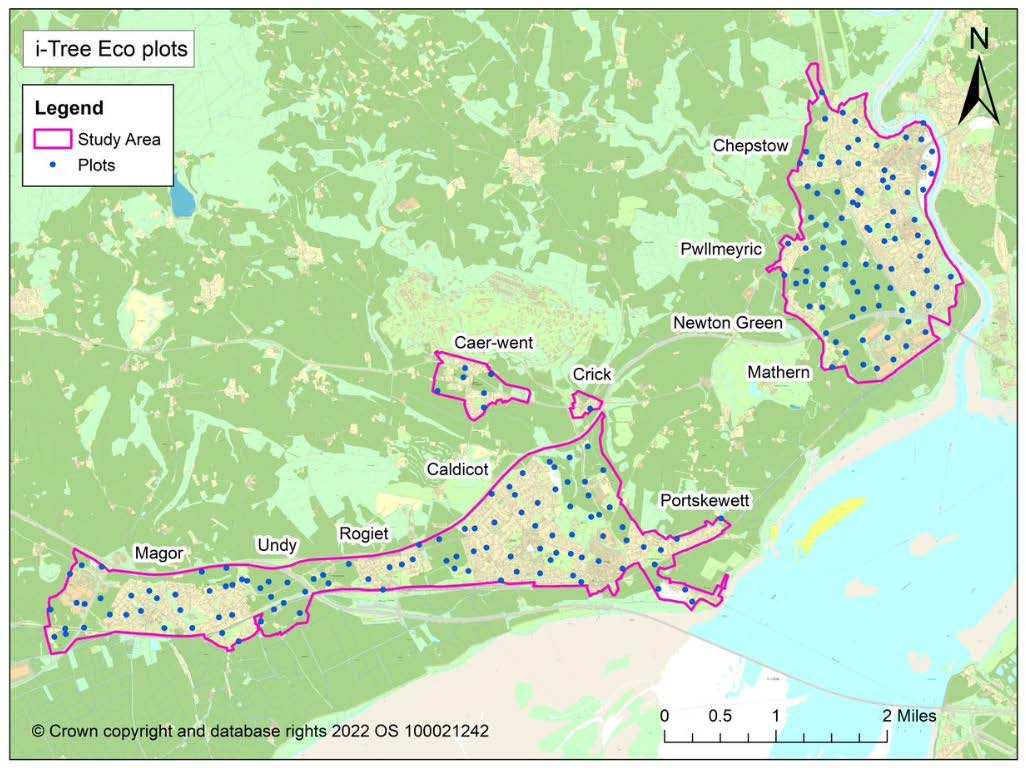 i-Tree Eco plots
Legend
Study Area
Plots
N
Chepstow
Pwllmeyric
Newton Green
Mathern
Caer-went
Crick
Caldicot
Portskewett
Rogiet
Undy
Magor
© Crown copyright and database rights 2022 OS 100021242
0 0.5 1 2 Miles